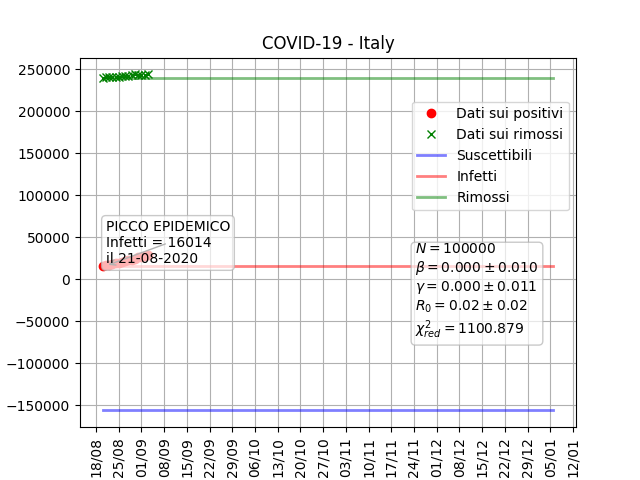 COVID-19 - Italy
250000
200000
150000
100000
50000
0
−50000
−100000
−150000
Dati sui positivi
Dati sui rimossi
Suscettibili
Infetti
Rimossi
PICCO EPIDEMICO
Infetti = 16014
il 21-08-2020
N = 100000
β = 0.000 ± 0.010
γ = 0.000 ± 0.011
R₀ = 0.02 ± 0.02
χ²_red = 1100.879
18/08
25/08
01/09
08/09
15/09
22/09
29/09
06/10
13/10
20/10
27/10
03/11
10/11
17/11
24/11
01/12
08/12
15/12
22/12
29/12
05/01
12/01